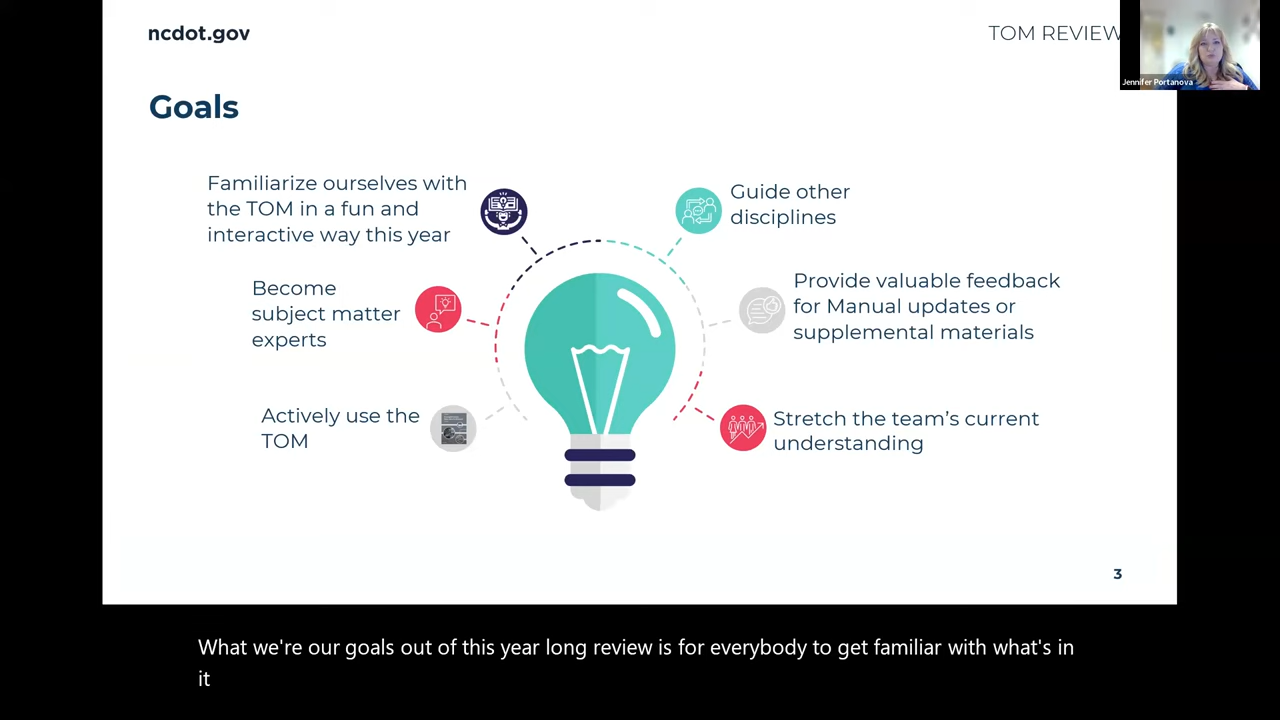 ncdot.gov
TOM REVIEW
Jennifer Portanova
Goals
Familiarize ourselves with
the TOM in a fun and
interactive way this year
Become
subject matter
experts
Actively use the
TOM
Guide other
disciplines
Provide valuable feedback
for Manual updates or
supplemental materials
Stretch the team's current
understanding
3
What we're our goals out of this year long review is for everybody to get familiar with what's in
it